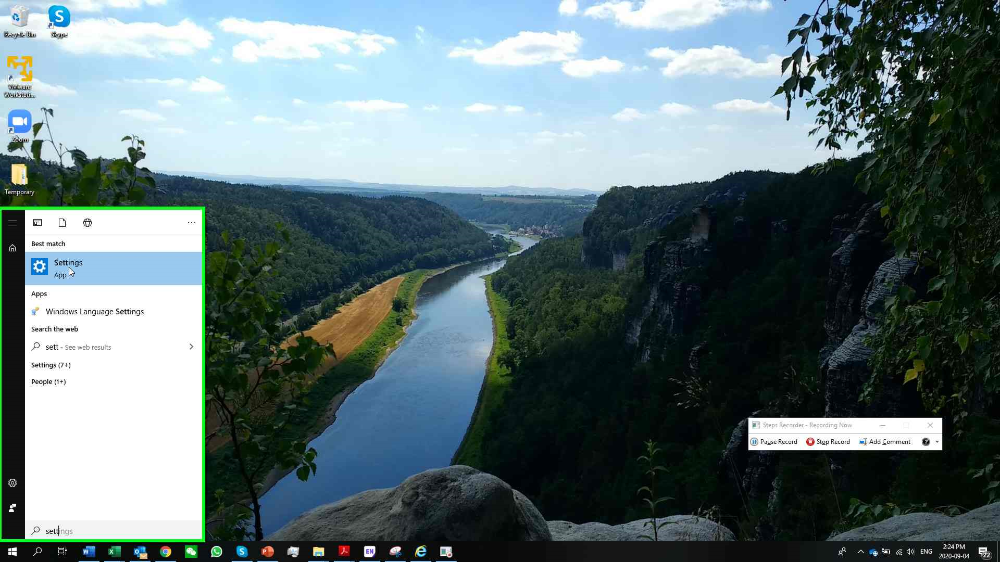 Recycle Bin
Skype
VMware
Workstati...
Zoom
Temporary
Best match
Settings
App
Apps
Windows Language Settings
Search the web
sett - See web results
Settings (7+)
People (1+)
settings
Steps Recorder - Recording Now
Pause Record
Stop Record
Add Comment
EN
ENG
2:24 PM
2020-09-04
22